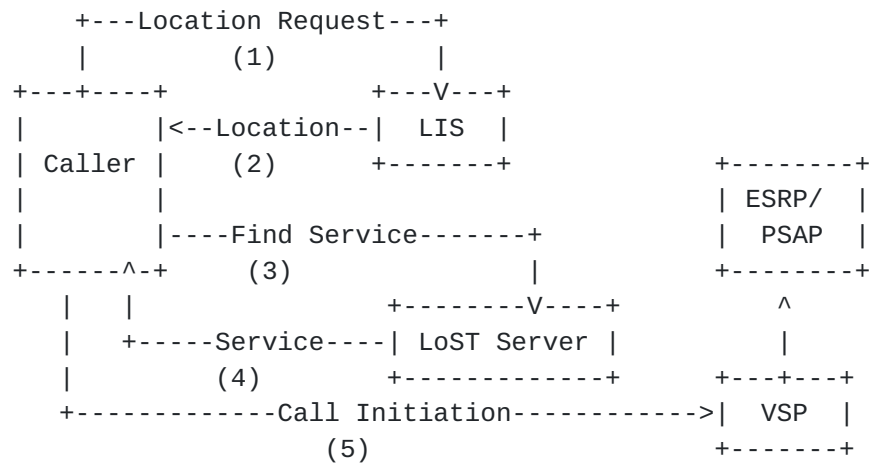 +---Location Request---+
|         (1)          |
+---+----+             +---V---+
|        |<--Location--|  LIS  |
| Caller |    (2)      +-------+             +--------+
|        |                                   | ESRP/  |
|        |----Find Service-------+           |  PSAP  |
+------^-+     (3)               |           +--------+
|   |                +--------V----+         ^
|   +-----Service----| LoST Server |         |
|         (4)        +-------------+     +---+---+
+-------------Call Initiation------------>|  VSP  |
(5)                     +-------+